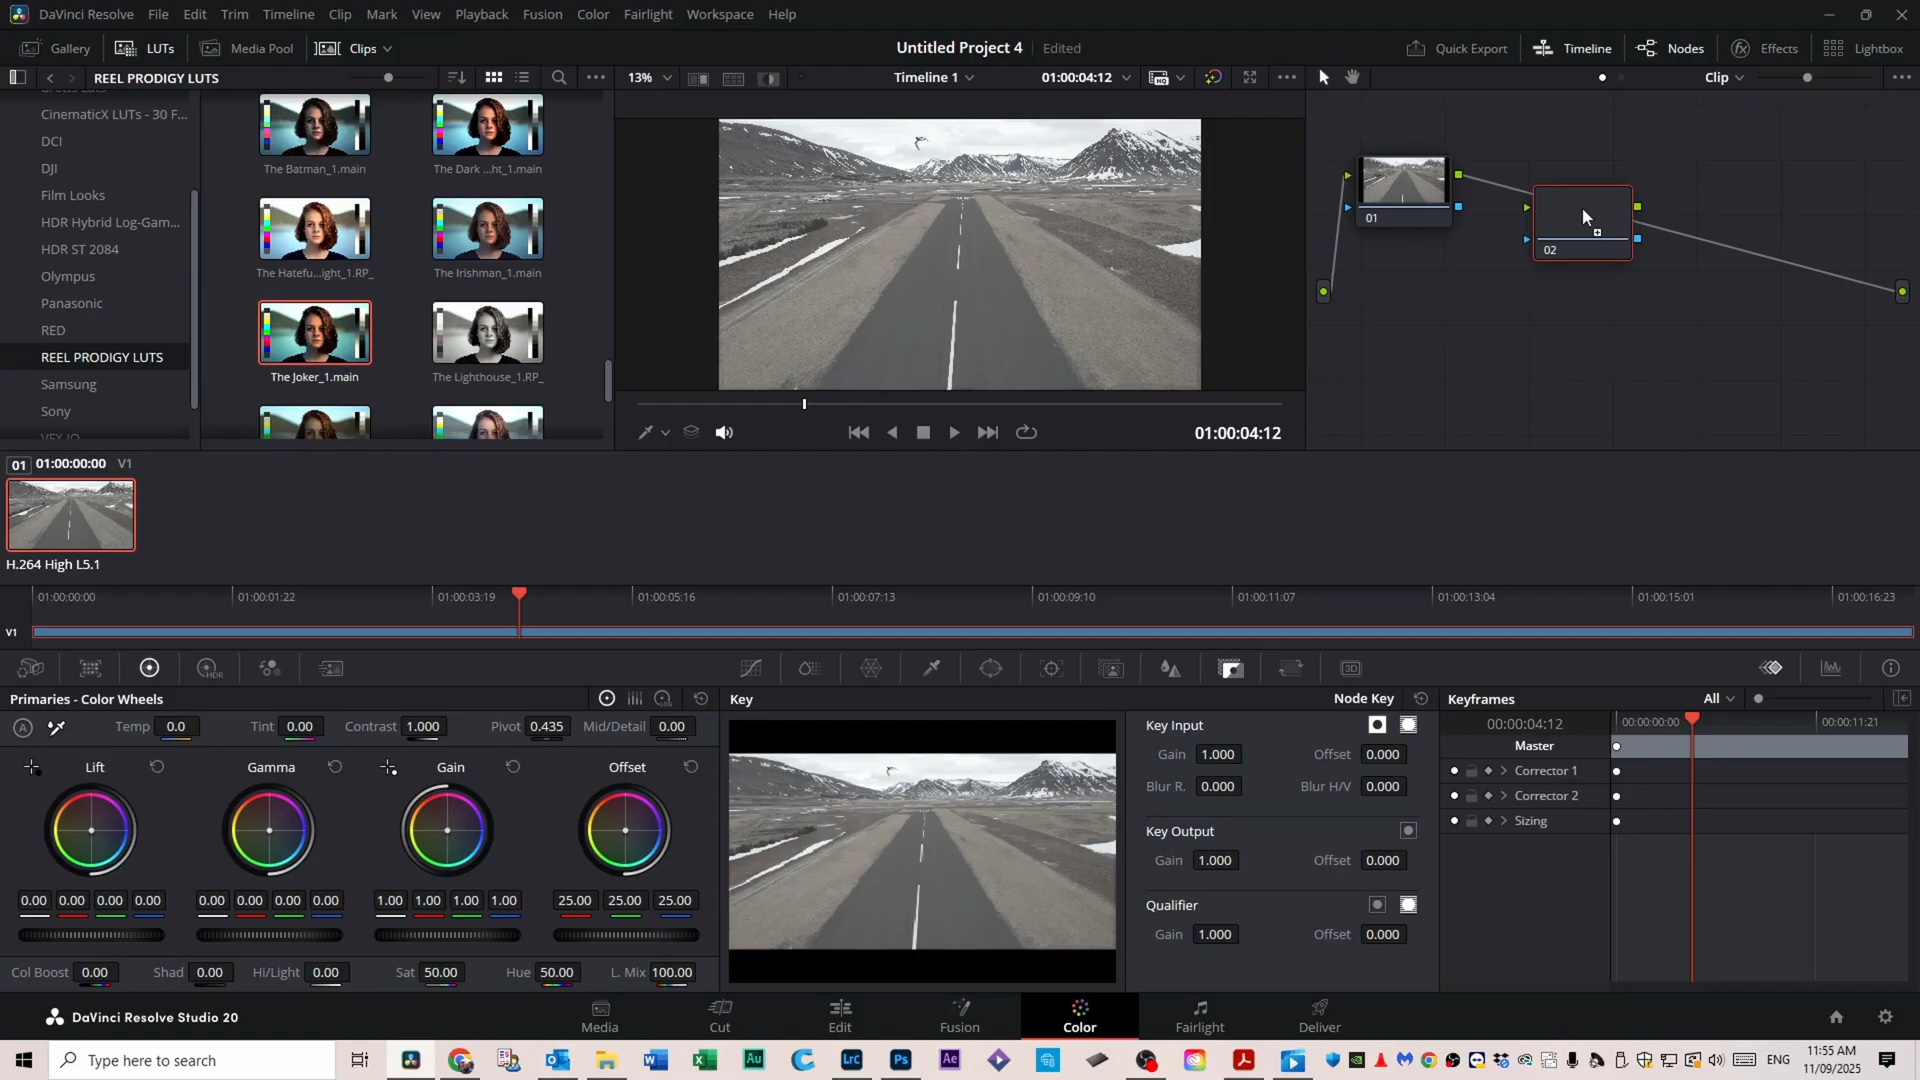 DaVinci Resolve File Edit Trim Timeline Clip Mark View Playback Fusion Color Fairlight Workspace Help
Gallery LUTs Media Pool Clips Untitled Project 4 Edited Quick Export Timeline Nodes Effects Lightbox
REEL PRODIGY LUTS 13% Timeline 1 01:00:04:12 HQ Clip
CinematicX LUTs - 30 F...
DCI
DJI
Film Looks
HDR Hybrid Log-Gam...
HDR ST 2084
Olympus
Panasonic
RED
REEL PRODIGY LUTS
Samsung
Sony
The Batman_1.main The Dark ...ht_1.main
The Hatefu...ight_1.RP_ The Irishman_1.main
The Joker_1.main The Lighthouse_1.RP_
01
02
01:00:04:12
01 01:00:00:00 V1
H.264 High L5.1
01:00:00:00 01:00:01:22 01:00:03:19 01:00:05:16 01:00:07:13 01:00:09:10 01:00:11:07 01:00:13:04 01:00:15:01 01:00:16:23
V1
HDR 3D
Primaries - Color Wheels LOG Key Node Key Keyframes All
A Temp 0.0 Tint 0.00 Contrast 1.000 Pivot 0.435 Mid/Detail 0.00
Lift Gamma Gain Offset
0.00 0.00 0.00 0.00 0.00 0.00 0.00 0.00 1.00 1.00 1.00 1.00 25.00 25.00 25.00
Col Boost 0.00 Shad 0.00 Hi/Light 0.00 Sat 50.00 Hue 50.00 L. Mix 100.00
Key Input
Gain 1.000 Offset 0.000
Blur R. 0.000 Blur H/V 0.000
Key Output
Gain 1.000 Offset 0.000
Qualifier
Gain 1.000 Offset 0.000
00:00:04:12 00:00:00:00 00:00:11:21
Master
Corrector 1
Corrector 2
Sizing
DaVinci Resolve Studio 20 Media Cut Edit Fusion Color Fairlight Deliver
Type here to search Au Lrc Ps Ae ENG 11:55 AM
11/09/2025